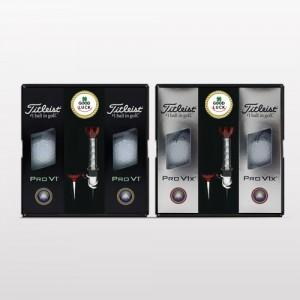 Titleist
#1 ball in golf.
GOOD
LUCK
Titleist
#1 ball in golf.
PRO V1
PRO V1
Titleist
#1 ball in golf.
GOOD
LUCK
Titleist
#1 ball in golf.
PRO V1x
PRO V1x